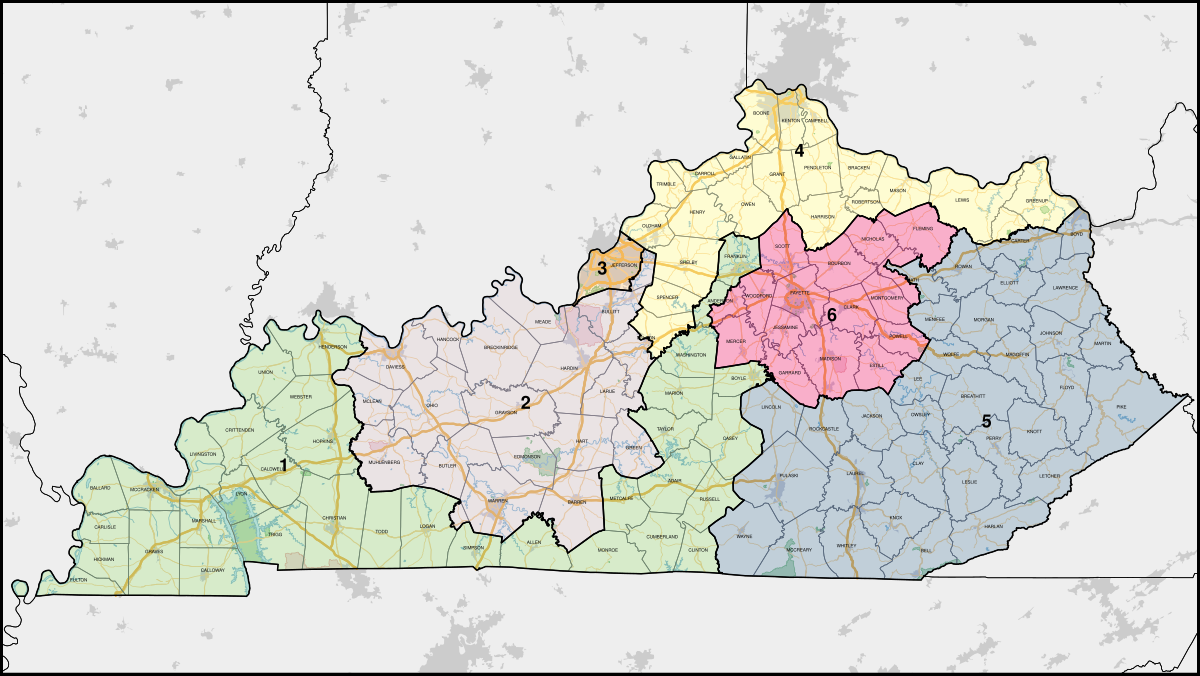 BOONE
KENTON
CAMPBELL
4
GALLATIN
PENDLETON
BRACKEN
CARROLL
GRANT
TRIMBLE
MASON
OWEN
ROBERTSON
LEWIS
GREENUP
HENRY
HARRISON
OLDHAM
FLEMING
BOYD
SCOTT
NICHOLAS
CARTER
FRANKLIN
SHELBY
BOURBON
3
JEFFERSON
ROWAN
ELLIOTT
LAWRENCE
SPENCER
ANDERSON
WOODFORD
FAYETTE
CLARK
MONTGOMERY
BULLITT
6
MEADE
MENIFEE
MORGAN
JESSAMINE
JOHNSON
HANCOCK
MERCER
POWELL
MARTIN
HENDERSON
BRECKINRIDGE
WASHINGTON
MADISON
WOLFE
MAGOFFIN
DAVIESS
HARDIN
ESTILL
UNION
GARRARD
BOYLE
LEE
FLOYD
WEBSTER
MCLEAN
OHIO
2
LARUE
MARION
BREATHITT
GRAYSON
LINCOLN
JACKSON
OWSLEY
PIKE
5
CRITTENDEN
TAYLOR
ROCKCASTLE
KNOTT
HOPKINS
HART
GREEN
CASEY
PERRY
LIVINGSTON
EDMONSON
MUHLENBERG
BUTLER
CLAY
1
CALDWELL
PULASKI
LAUREL
LETCHER
ADAIR
LESLIE
BALLARD
MCCRACKEN
LYON
WARREN
BARREN
METCALFE
RUSSELL
MARSHALL
CHRISTIAN
KNOX
CARLISLE
LOGAN
HARLAN
TODD
TRIGG
CUMBERLAND
WAYNE
ALLEN
WHITLEY
GRAVES
SIMPSON
MONROE
CLINTON
MCCREARY
BELL
HICKMAN
CALLOWAY
FULTON